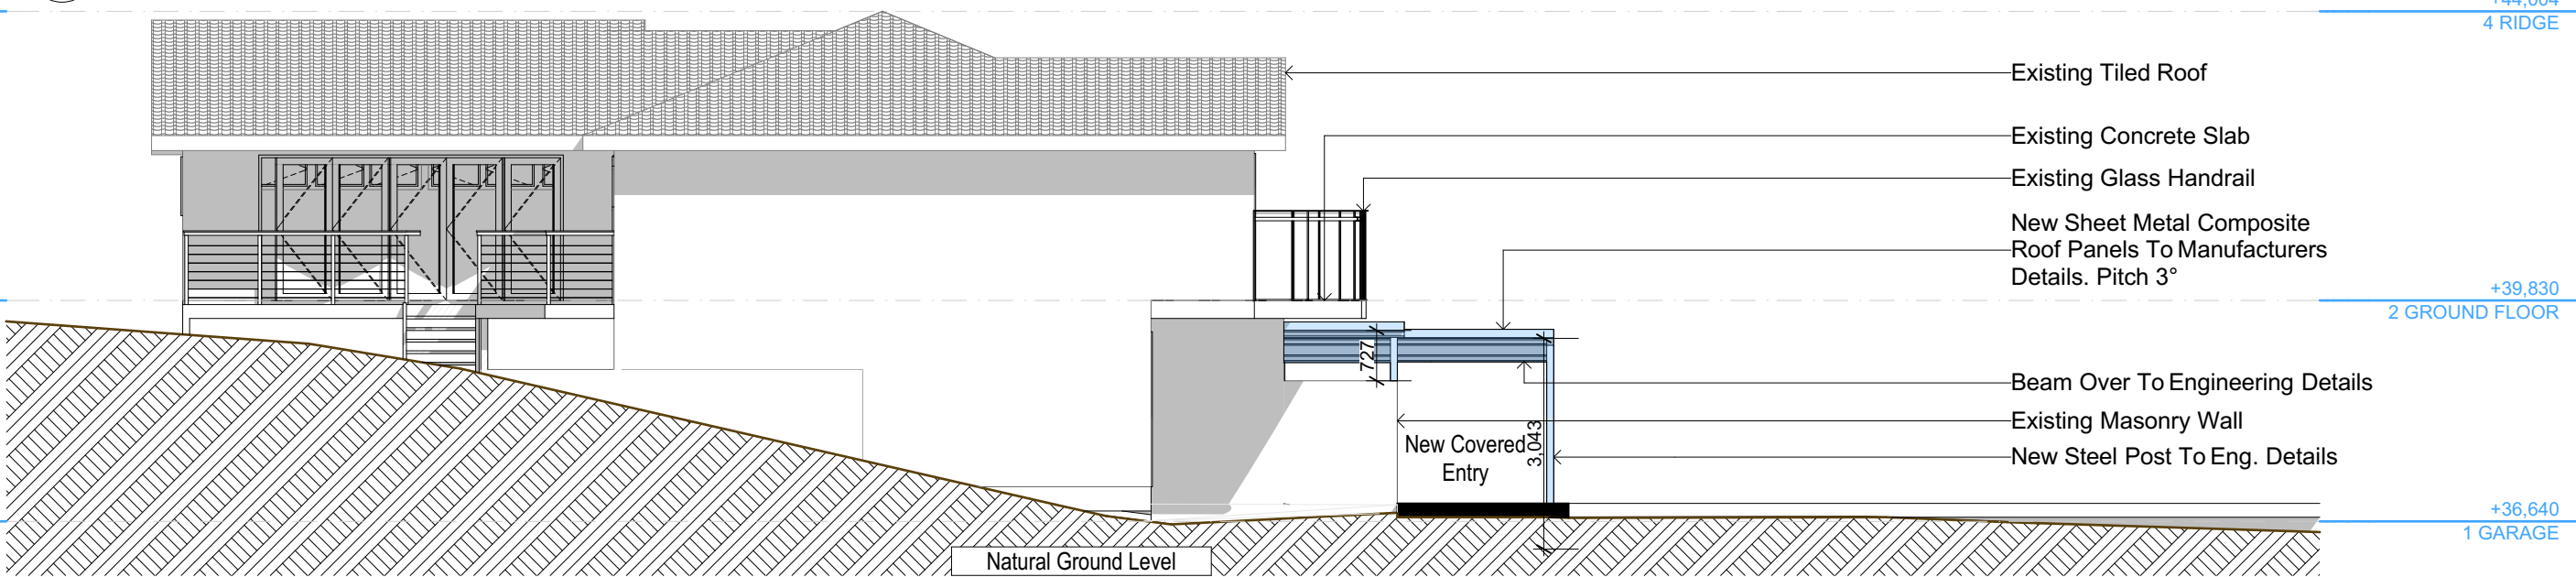 4 RIDGE
Existing Tiled Roof
Existing Concrete Slab
Existing Glass Handrail
New Sheet Metal Composite
Roof Panels To Manufacturers
Details. Pitch 3°
+39,830
2 GROUND FLOOR
727
Beam Over To Engineering Details
Existing Masonry Wall
New Covered
Entry
3,043
New Steel Post To Eng. Details
+36,640
1 GARAGE
Natural Ground Level